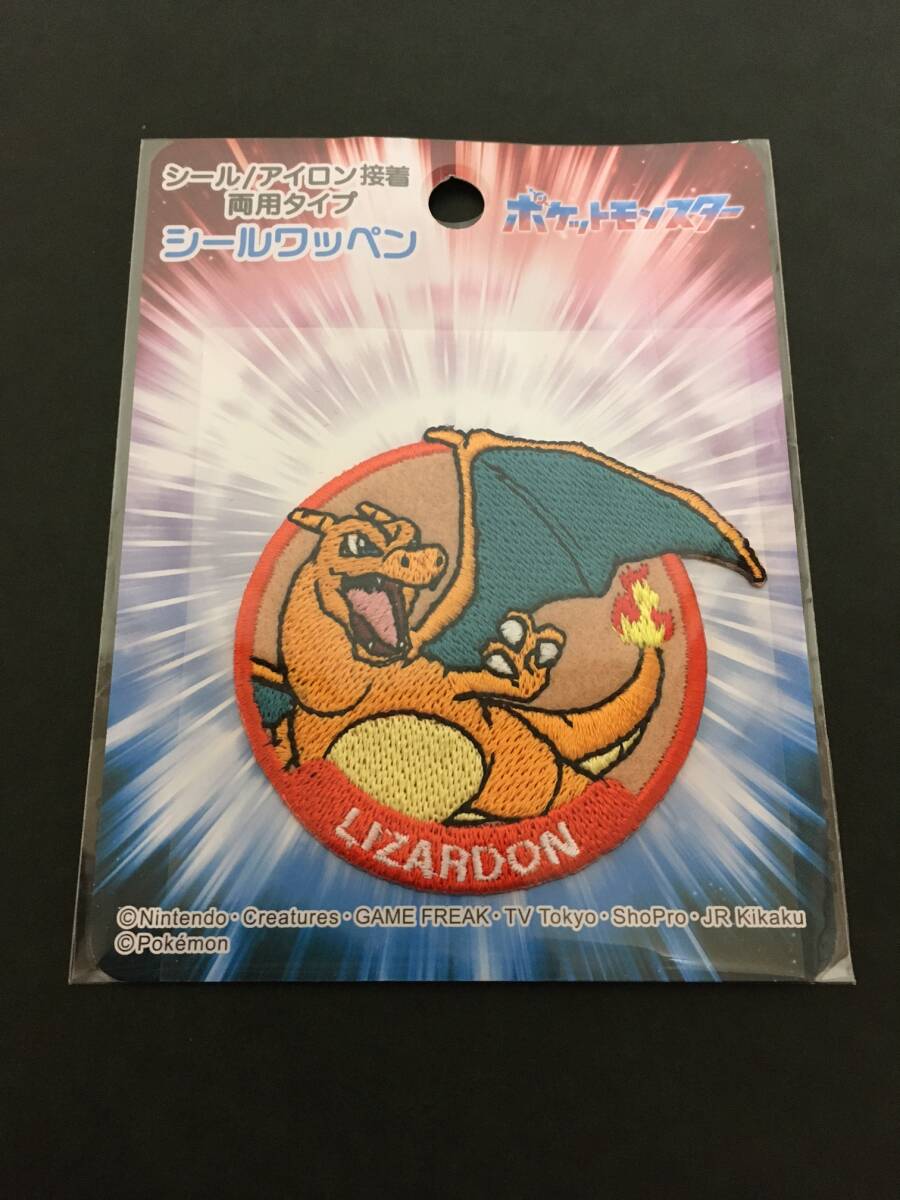 シール/アイロン接着
両用タイプ
シールワッペン
ポケットモンスター
LIZARDON
©Nintendo・Creatures・GAME FREAK・TV Tokyo・ShoPro・JR Kikaku
©Pokémon